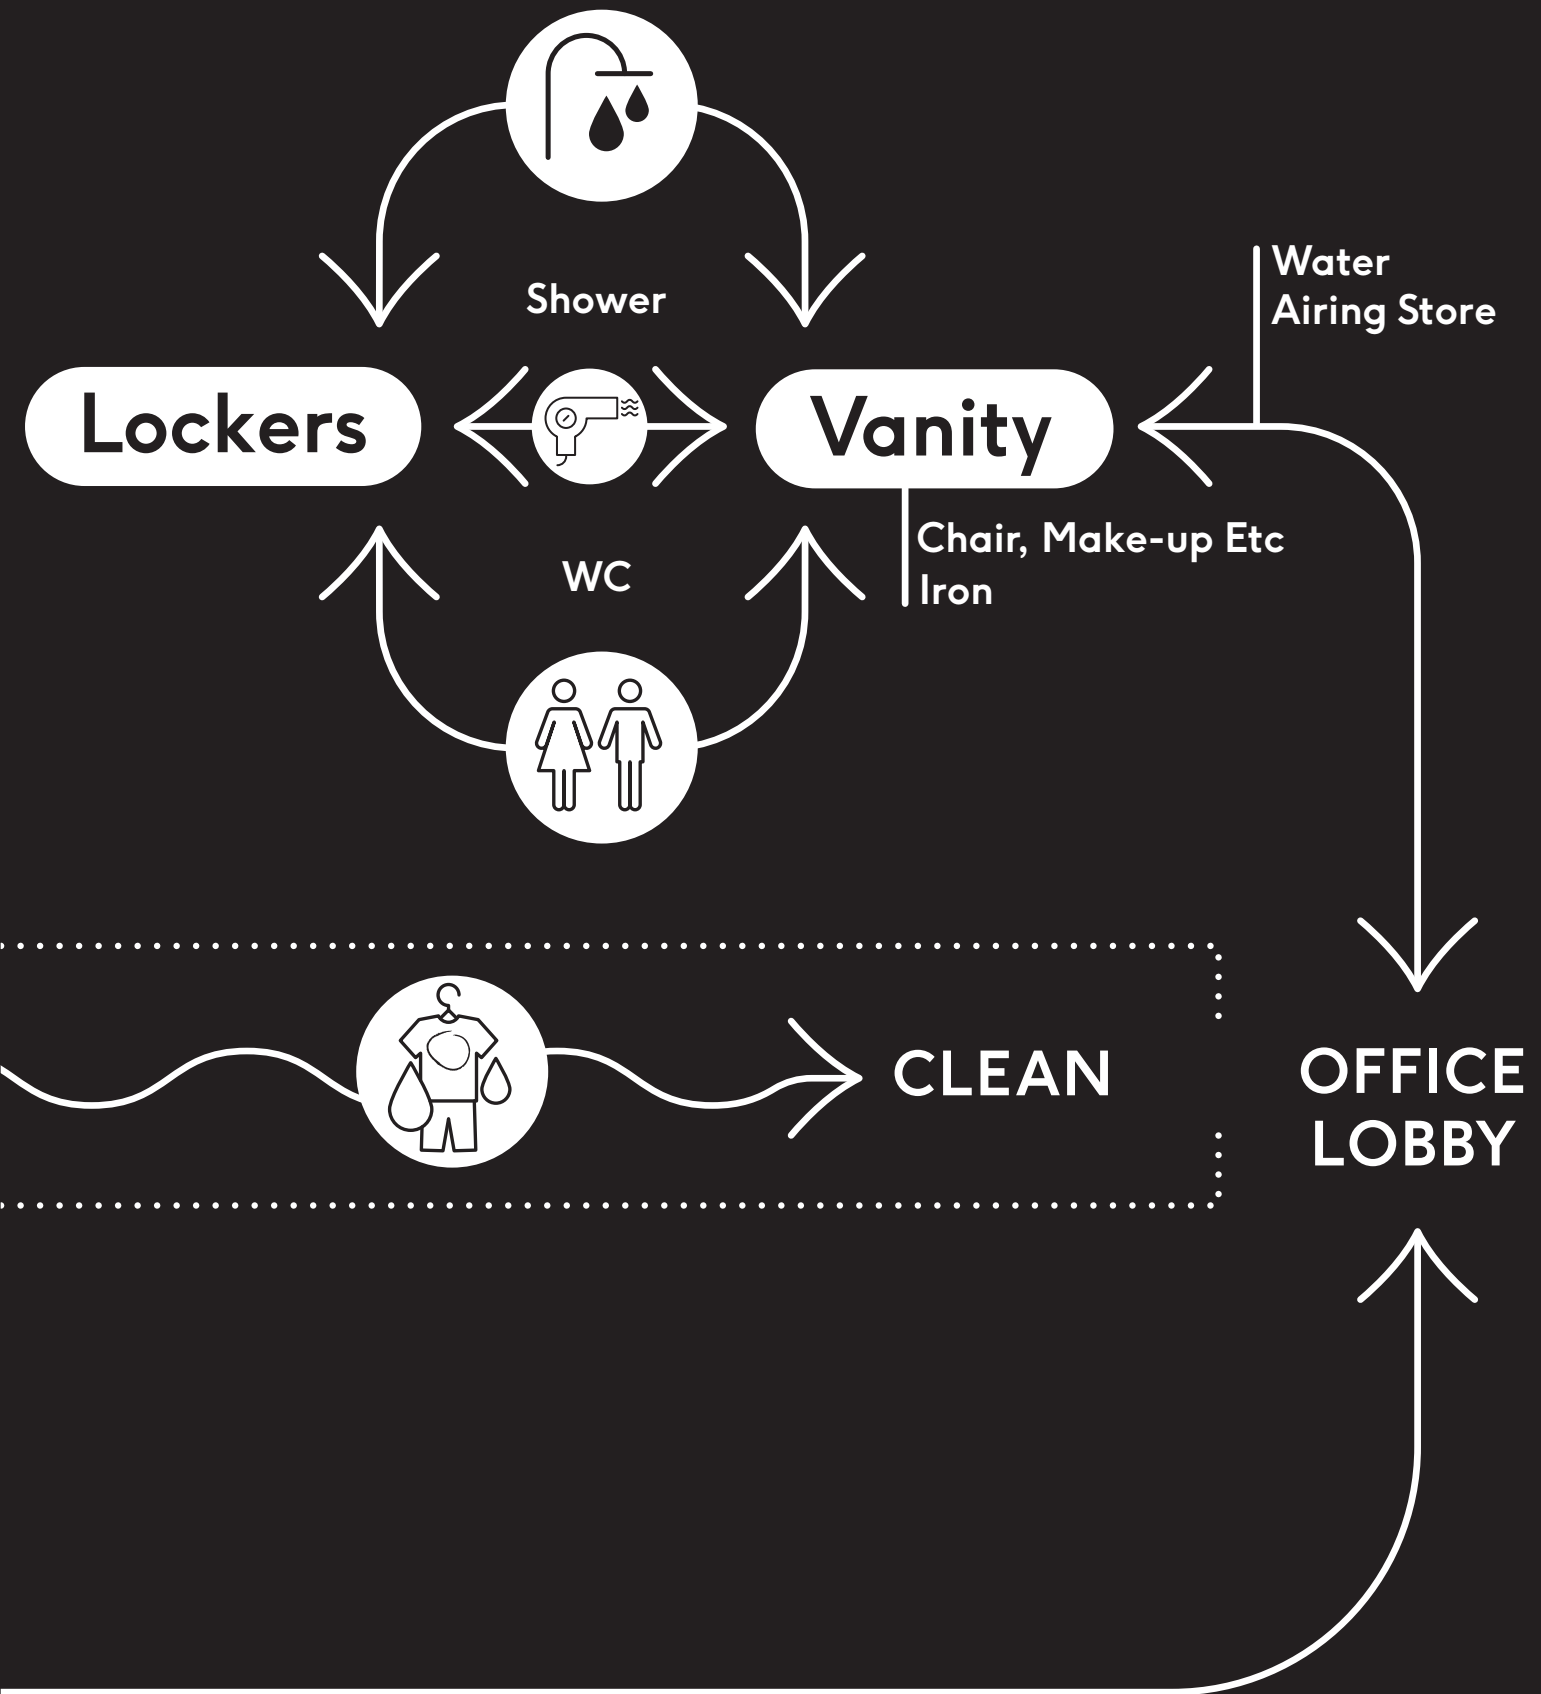 Shower
Water
Airing Store
Lockers
Vanity
Chair, Make-up Etc
Iron
WC
CLEAN
OFFICE
LOBBY